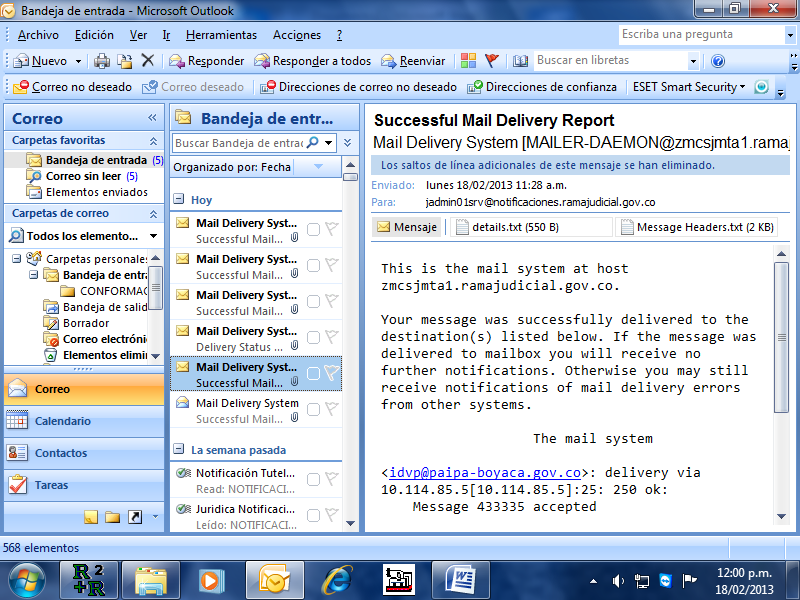 Bandeja de entrada - Microsoft Outlook
Archivo Edición Ver Ir Herramientas Acciones ?
Escriba una pregunta
Nuevo Responder Responder a todos Reenviar Buscar en libretas
Correo no deseado Correo deseado Direcciones de correo no deseado Direcciones de confianza ESET Smart Security
Correo
Carpetas favoritas
Bandeja de entrada (5)
Correo sin leer (5)
Elementos enviados
Carpetas de correo
Todos los elemento...
Carpetas personales
Bandeja de entra
CONFORMAC
Bandeja de salid
Borrador
Correo electróni
Elementos elimi
Correo
Calendario
Contactos
Tareas
Bandeja de entr...
Buscar Bandeja de entrac
Organizado por: Fecha
Hoy
Mail Delivery Syst...
Successful Mail...
Mail Delivery Syst...
Successful Mail...
Mail Delivery Syst...
Successful Mail...
Mail Delivery Syst...
Delivery Status ...
Mail Delivery Syst...
Successful Mail...
Mail Delivery System
Successful Mail...
La semana pasada
Notificación Tutel...
Read: NOTIFICACI...
Juridica Notificaci...
Leído: NOTIFICACI...
Successful Mail Delivery Report
Mail Delivery System [MAILER-DAEMON@zmcsjmta1.ramaj
Los saltos de línea adicionales de este mensaje se han eliminado.
Enviado: lunes 18/02/2013 11:28 a.m.
Para: jadmin01srv@notificaciones.ramajudicial.gov.co
Mensaje details.txt (550 B) Message Headers.txt (2 KB)
This is the mail system at host
zmcsjmta1.ramajudicial.gov.co.
Your message was successfully delivered to the
destination(s) listed below. If the message was
delivered to mailbox you will receive no
further notifications. Otherwise you may still
receive notifications of mail delivery errors
from other systems.
The mail system
<idvp@paipa-boyaca.gov.co>: delivery via
10.114.85.5[10.114.85.5]:25: 250 ok:
Message 433335 accepted
568 elementos
R2+R
12:00 p.m.
18/02/2013